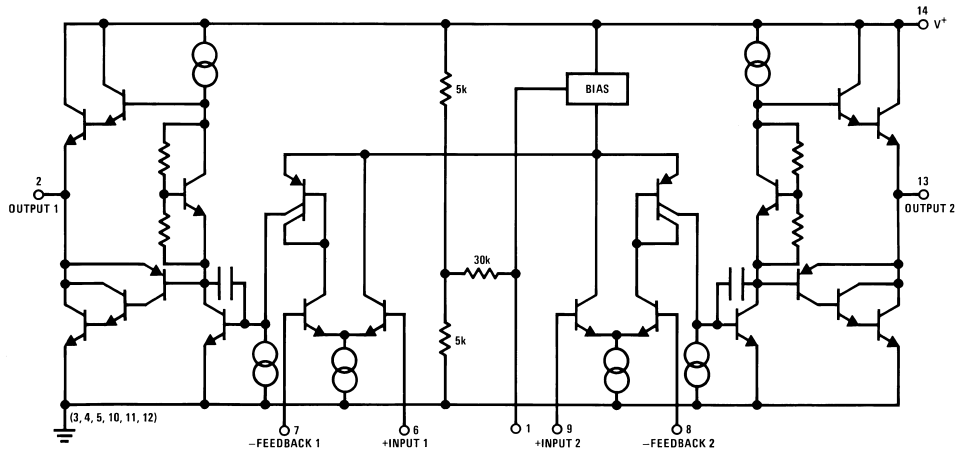 14
V+
5k
BIAS
2
OUTPUT 1
13
OUTPUT 2
30k
5k
(3, 4, 5, 10, 11, 12)
7
–FEEDBACK 1
6
+INPUT 1
1
9
+INPUT 2
8
–FEEDBACK 2